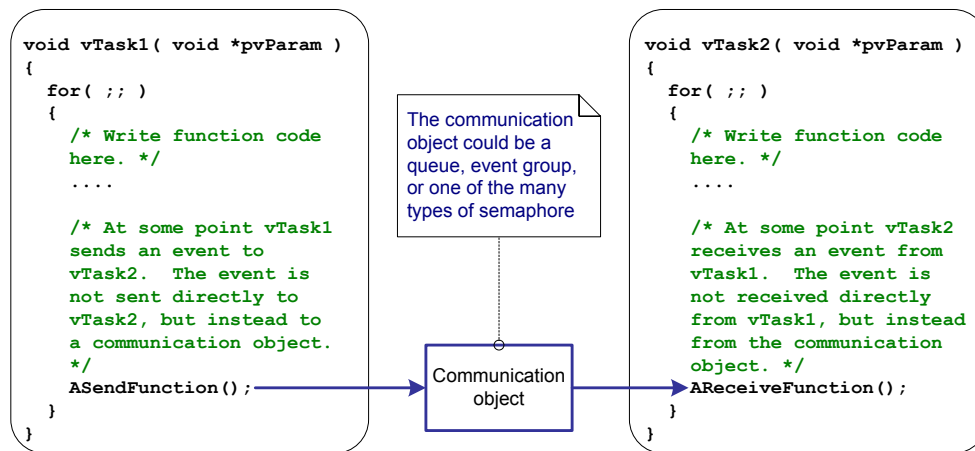 void vTask1( void *pvParam )
{
for( ;; )
{
/* Write function code
here. */
....
/* At some point vTask1
sends an event to
vTask2.  The event is
not sent directly to
vTask2, but instead to
a communication object.
*/
ASendFunction();
}
}
The communication
object could be a
queue, event group,
or one of the many
types of semaphore
Communication
object
void vTask2( void *pvParam )
{
for( ;; )
{
/* Write function code
here. */
....
/* At some point vTask2
receives an event from
vTask1.  The event is
not received directly
from vTask1, but instead
from the communication
object. */
AReceiveFunction();
}
}